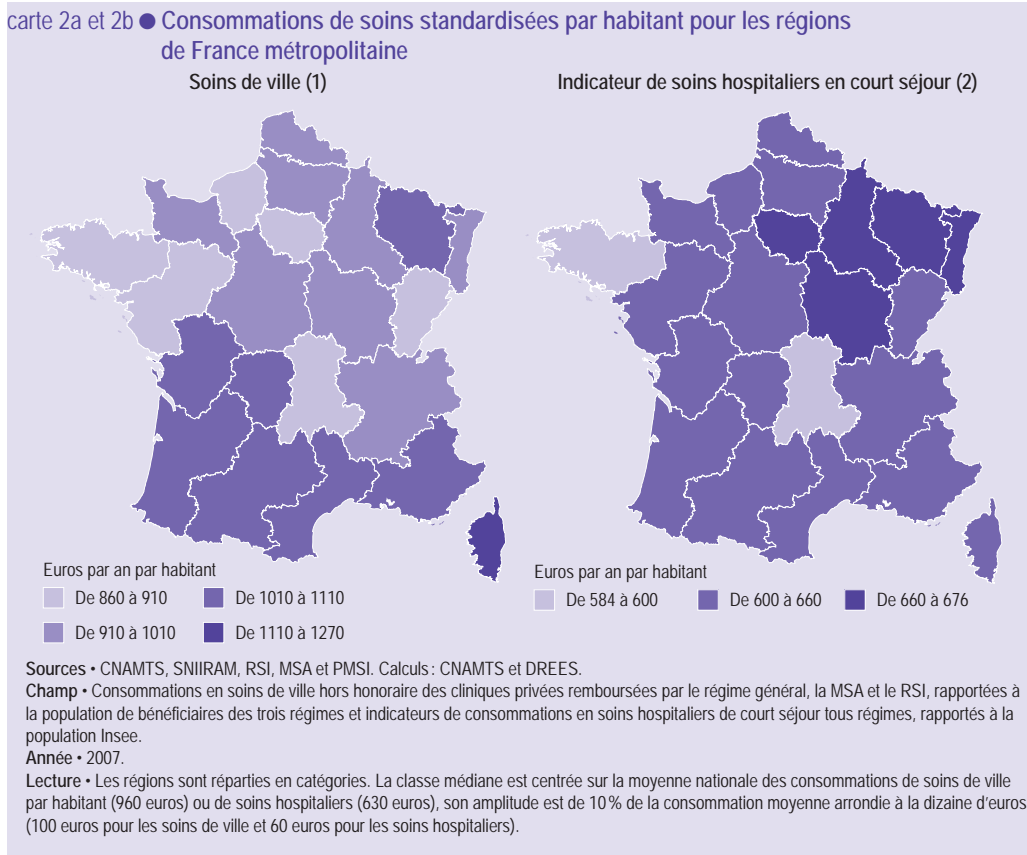 carte 2a et 2b ● Consommations de soins standardisées par habitant pour les régions
de France métropolitaine
Soins de ville (1)
Indicateur de soins hospitaliers en court séjour (2)
Euros par an par habitant
De 860 à 910
De 1010 à 1110
De 910 à 1010
De 1110 à 1270
Euros par an par habitant
De 584 à 600
De 600 à 660
De 660 à 676
Sources • CNAMTS, SNIIRAM, RSI, MSA et PMSI. Calculs : CNAMTS et DREES.
Champ • Consommations en soins de ville hors honoraire des cliniques privées remboursées par le régime général, la MSA et le RSI, rapportées à
la population de bénéficiaires des trois régimes et indicateurs de consommations en soins hospitaliers de court séjour tous régimes, rapportés à la
population Insee.
Année • 2007.
Lecture • Les régions sont réparties en catégories. La classe médiane est centrée sur la moyenne nationale des consommations de soins de ville
par habitant (960 euros) ou de soins hospitaliers (630 euros), son amplitude est de 10 % de la consommation moyenne arrondie à la dizaine d'euros
(100 euros pour les soins de ville et 60 euros pour les soins hospitaliers).